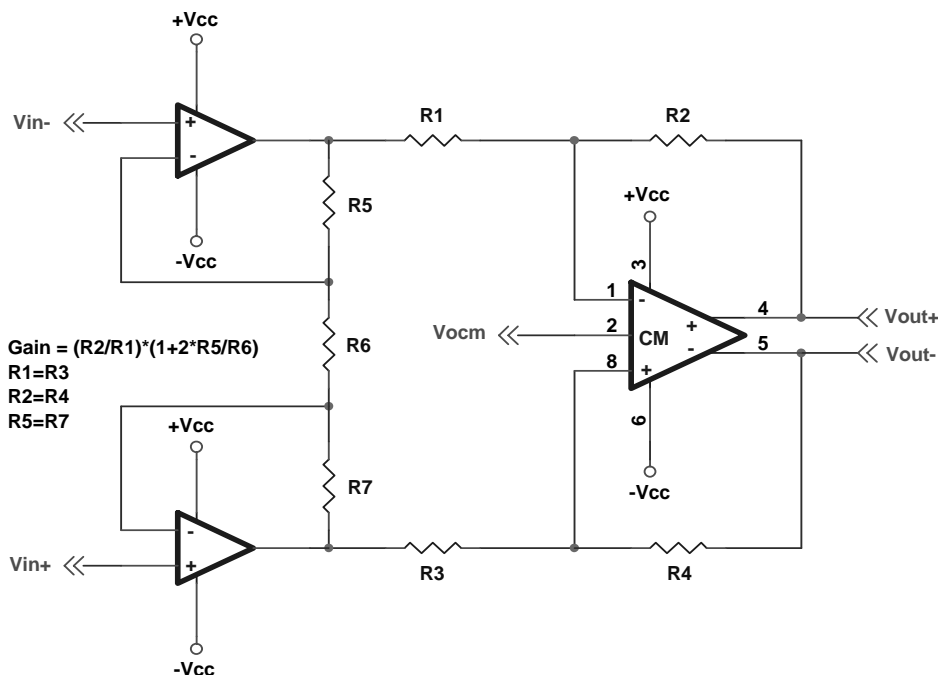 +Vcc
Vin-
+
-
-Vcc
R1
R2
R5
+Vcc
3
1
-
4
Vout+
Vocm
2
CM
+
-
5
Vout-
8
+
6
-Vcc
R6
Gain = (R2/R1)*(1+2*R5/R6)
R1=R3
R2=R4
R5=R7
+Vcc
R7
-
+
Vin+
R3
R4
-Vcc